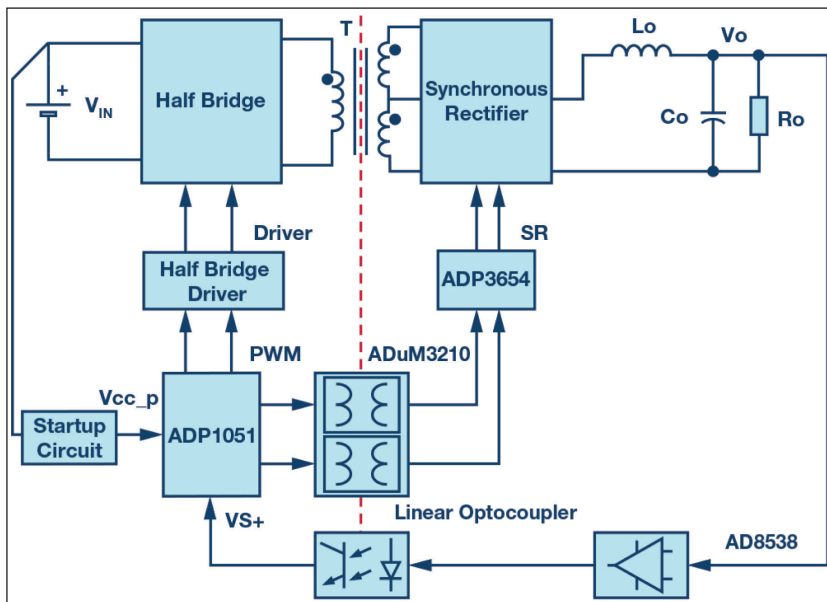 T
Lo
Vo
+
VIN
Half Bridge
Synchronous
Rectifier
Co
Ro
Driver
SR
Half Bridge
Driver
ADP3654
PWM
ADuM3210
Vcc_p
Startup
Circuit
ADP1051
VS+
Linear Optocoupler
AD8538